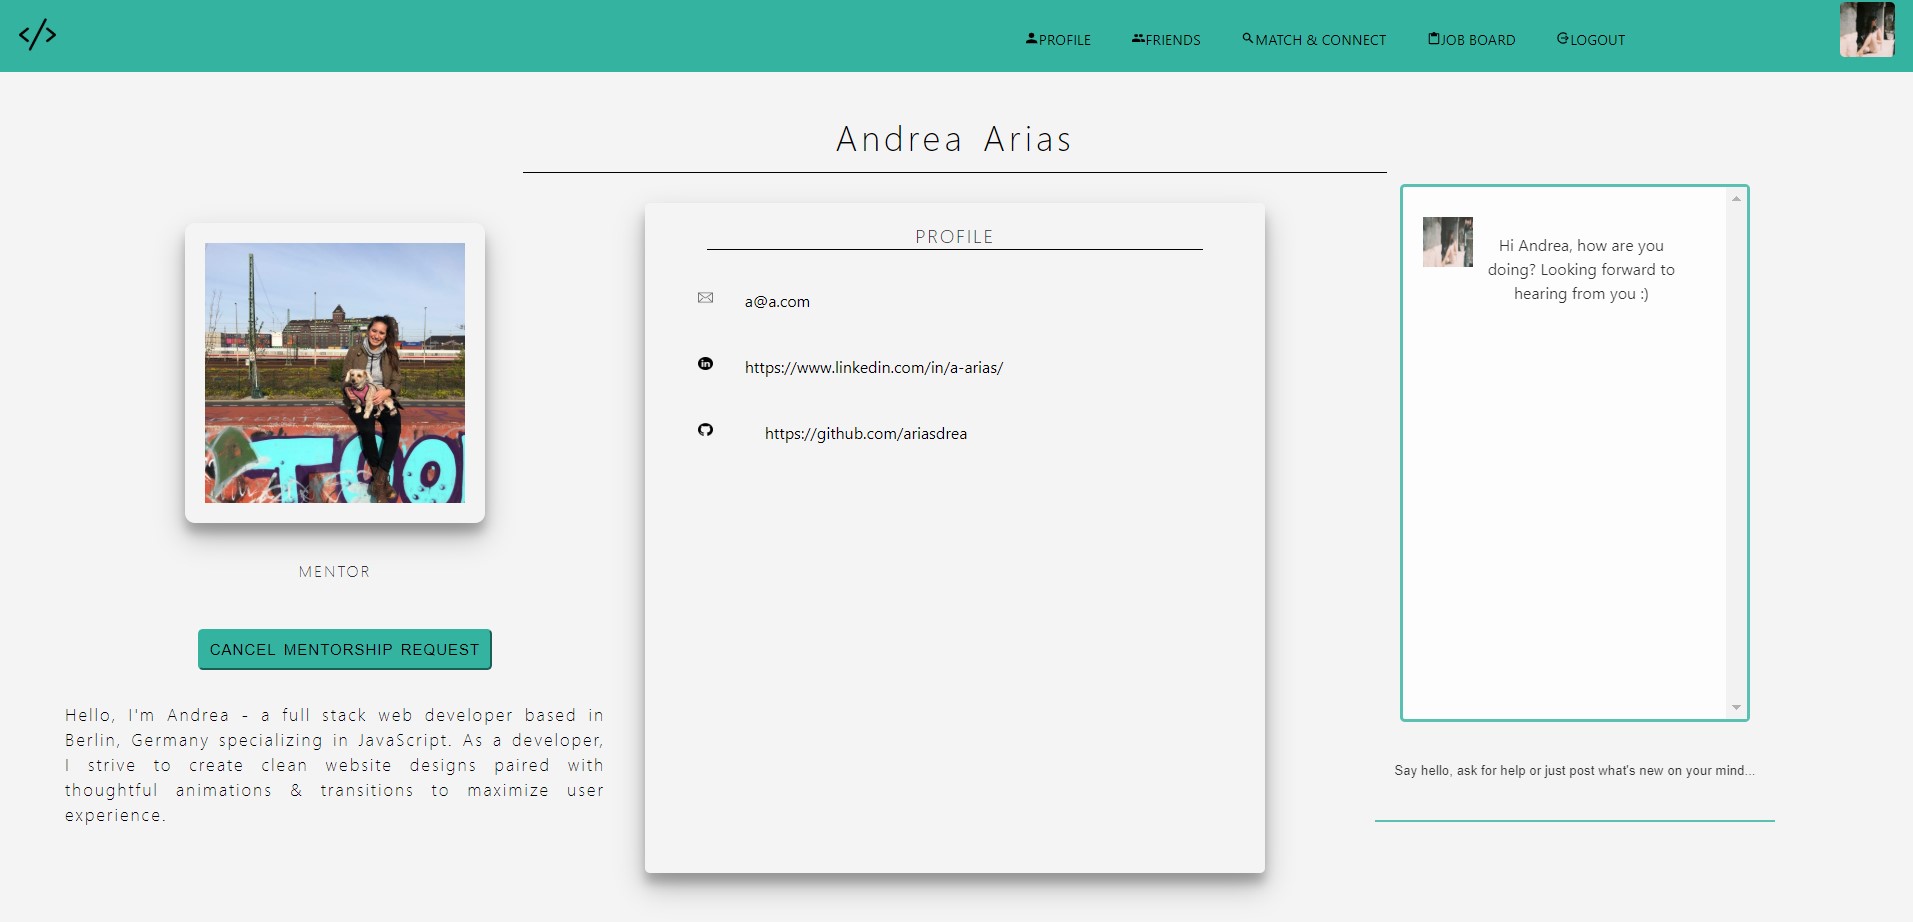 </>
PROFILE
FRIENDS
MATCH & CONNECT
JOB BOARD
LOGOUT
Andrea Arias
MENTOR
CANCEL MENTORSHIP REQUEST
Hello, I'm Andrea - a full stack web developer based in
Berlin, Germany specializing in JavaScript. As a developer,
I strive to create clean website designs paired with
thoughtful animations & transitions to maximize user
experience.
PROFILE
a@a.com
https://www.linkedin.com/in/a-arias/
https://github.com/ariasdrea
Hi Andrea, how are you
doing? Looking forward to
hearing from you :)
Say hello, ask for help or just post what's new on your mind...